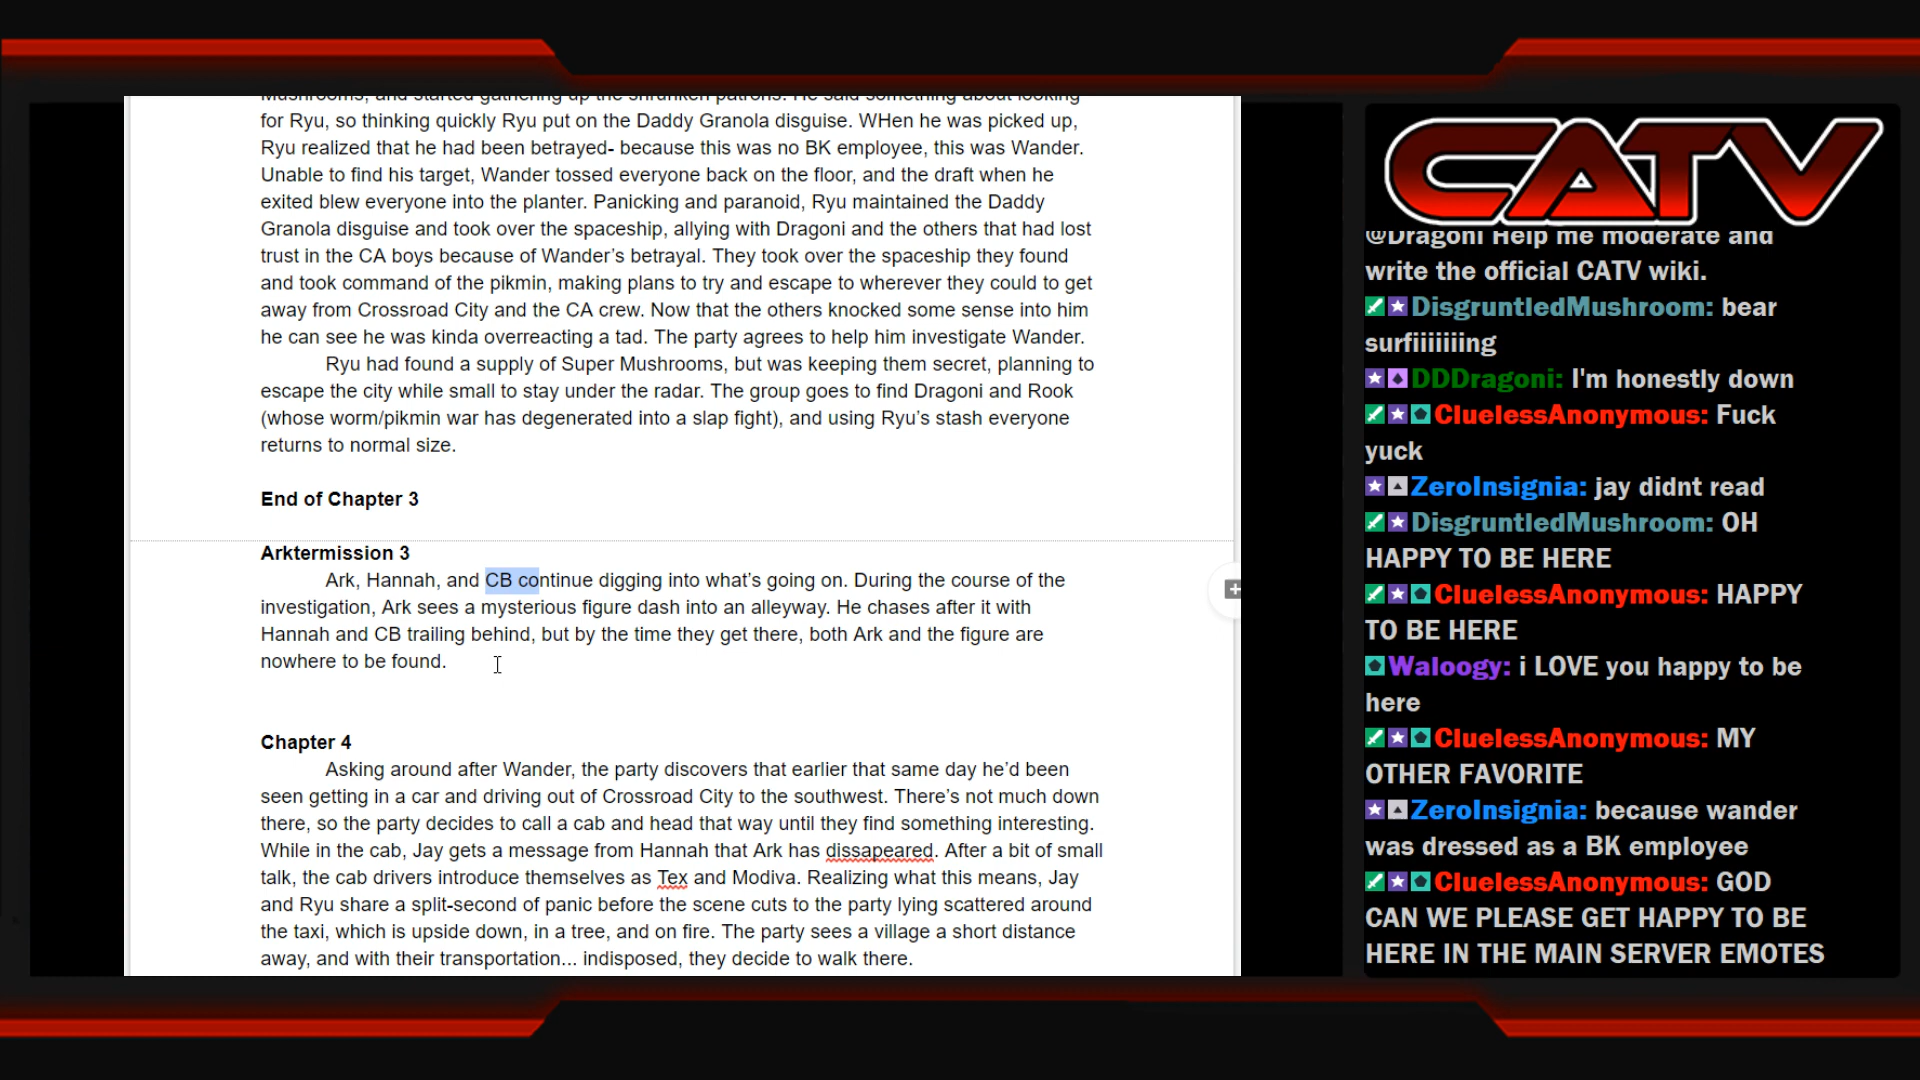 Mushrooms, and started gathering up the shrunken patrons. He said something about looking
for Ryu, so thinking quickly Ryu put on the Daddy Granola disguise. WHen he was picked up,
Ryu realized that he had been betrayed- because this was no BK employee, this was Wander.
Unable to find his target, Wander tossed everyone back on the floor, and the draft when he
exited blew everyone into the planter. Panicking and paranoid, Ryu maintained the Daddy
Granola disguise and took over the spaceship, allying with Dragoni and the others that had lost
trust in the CA boys because of Wander's betrayal. They took over the spaceship they found
and took command of the pikmin, making plans to try and escape to wherever they could to get
away from Crossroad City and the CA crew. Now that the others knocked some sense into him
he can see he was kinda overreacting a tad. The party agrees to help him investigate Wander.
Ryu had found a supply of Super Mushrooms, but was keeping them secret, planning to
escape the city while small to stay under the radar. The group goes to find Dragoni and Rook
(whose worm/pikmin war has degenerated into a slap fight), and using Ryu's stash everyone
returns to normal size.
End of Chapter 3
Arktermission 3
Ark, Hannah, and CB continue digging into what's going on. During the course of the
investigation, Ark sees a mysterious figure dash into an alleyway. He chases after it with
Hannah and CB trailing behind, but by the time they get there, both Ark and the figure are
nowhere to be found.
Chapter 4
Asking around after Wander, the party discovers that earlier that same day he'd been
seen getting in a car and driving out of Crossroad City to the southwest. There's not much down
there, so the party decides to call a cab and head that way until they find something interesting.
While in the cab, Jay gets a message from Hannah that Ark has dissapeared. After a bit of small
talk, the cab drivers introduce themselves as Tex and Modiva. Realizing what this means, Jay
and Ryu share a split-second of panic before the scene cuts to the party lying scattered around
the taxi, which is upside down, in a tree, and on fire. The party sees a village a short distance
away, and with their transportation... indisposed, they decide to walk there.
CATV
@Dragoni Help me moderate and
write the official CATV wiki.
DisgruntledMushroom: bear
surfiiiiiiing
DDDragoni: I'm honestly down
CluelessAnonymous: Fuck
yuck
ZeroInsignia: jay didnt read
DisgruntledMushroom: OH
HAPPY TO BE HERE
CluelessAnonymous: HAPPY
TO BE HERE
Waloogy: i LOVE you happy to be
here
CluelessAnonymous: MY
OTHER FAVORITE
ZeroInsignia: because wander
was dressed as a BK employee
CluelessAnonymous: GOD
CAN WE PLEASE GET HAPPY TO BE
HERE IN THE MAIN SERVER EMOTES